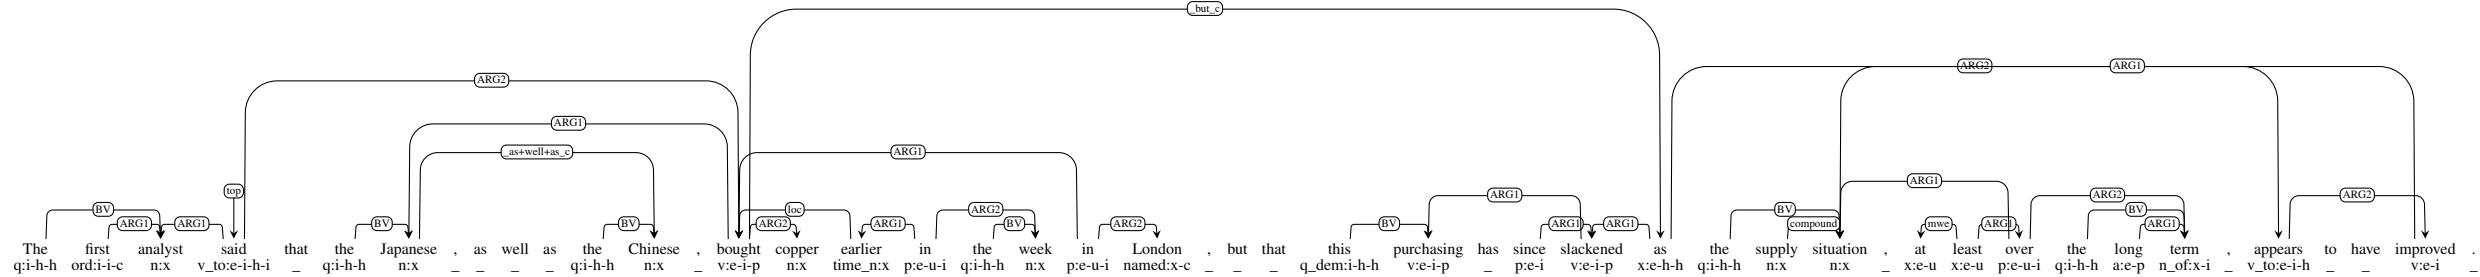 _but_c
ARG2 ARG1
ARG2
ARG1
_as+well+as_c ARG1
top ARG1 ARG1
BV loc ARG2 BV ARG2
ARG1 ARG1 BV BV ARG2 ARG1 BV ARG2 BV ARG1 ARG1 compound mwe ARG1 BV ARG1 ARG2
The first analyst said that the Japanese , as well as the Chinese , bought copper earlier in the week in London , but that this purchasing has since slackened as the supply situation , at least over the long term , appears to have improved .
q:i-h-h ord:i-i-c n:x v_to:e-i-h-i _ q:i-h-h n:x _ _ _ _ q:i-h-h n:x _ v:e-i-p n:x time_n:x p:e-u-i q:i-h-h n:x p:e-u-i named:x-c _ _ _ q_dem:i-h-h v:e-i-p _ p:e-i v:e-i-p x:e-h-h q:i-h-h n:x n:x _ x:e-u x:e-u p:e-u-i q:i-h-h a:e-p n_of:x-i _ v_to:e-i-h _ _ v:e-i _